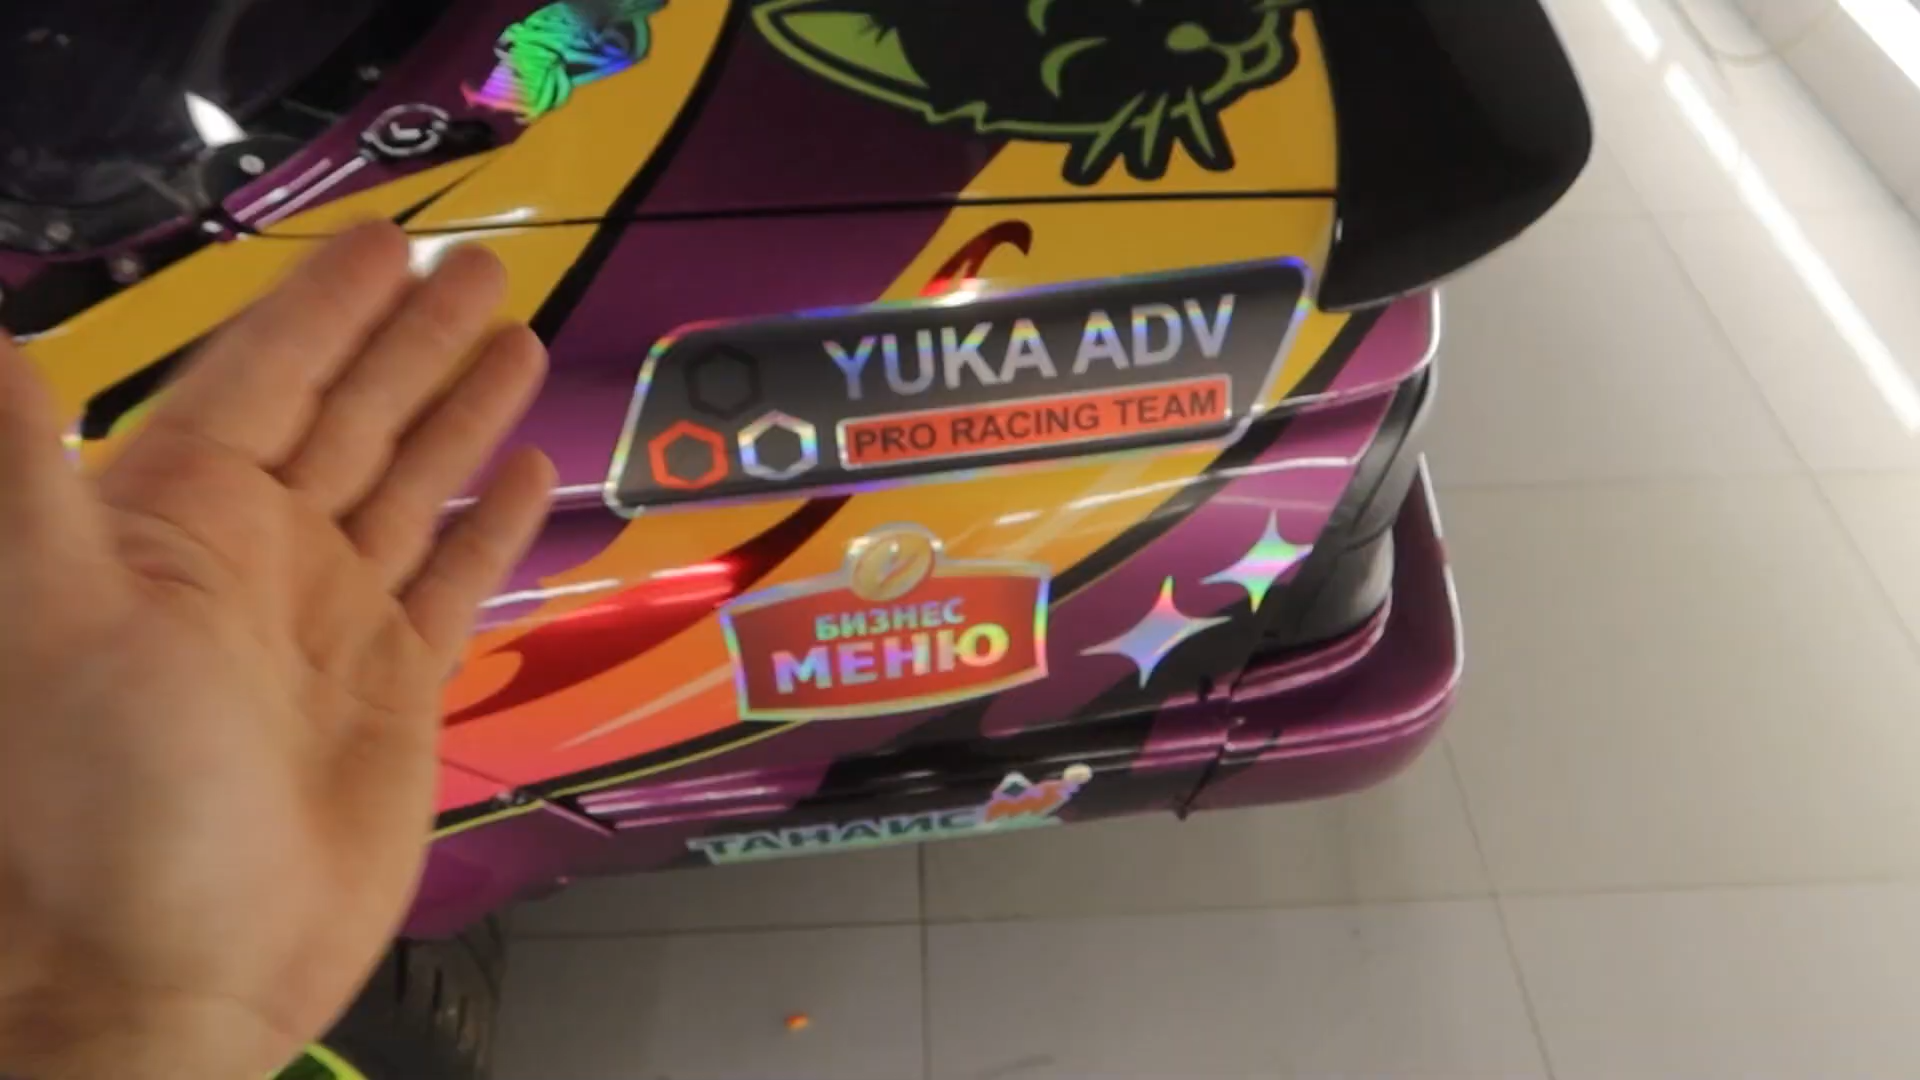 YUKA ADV
PRO RACING TEAM
БИЗНЕС
МЕНЮ
ТАНАИС